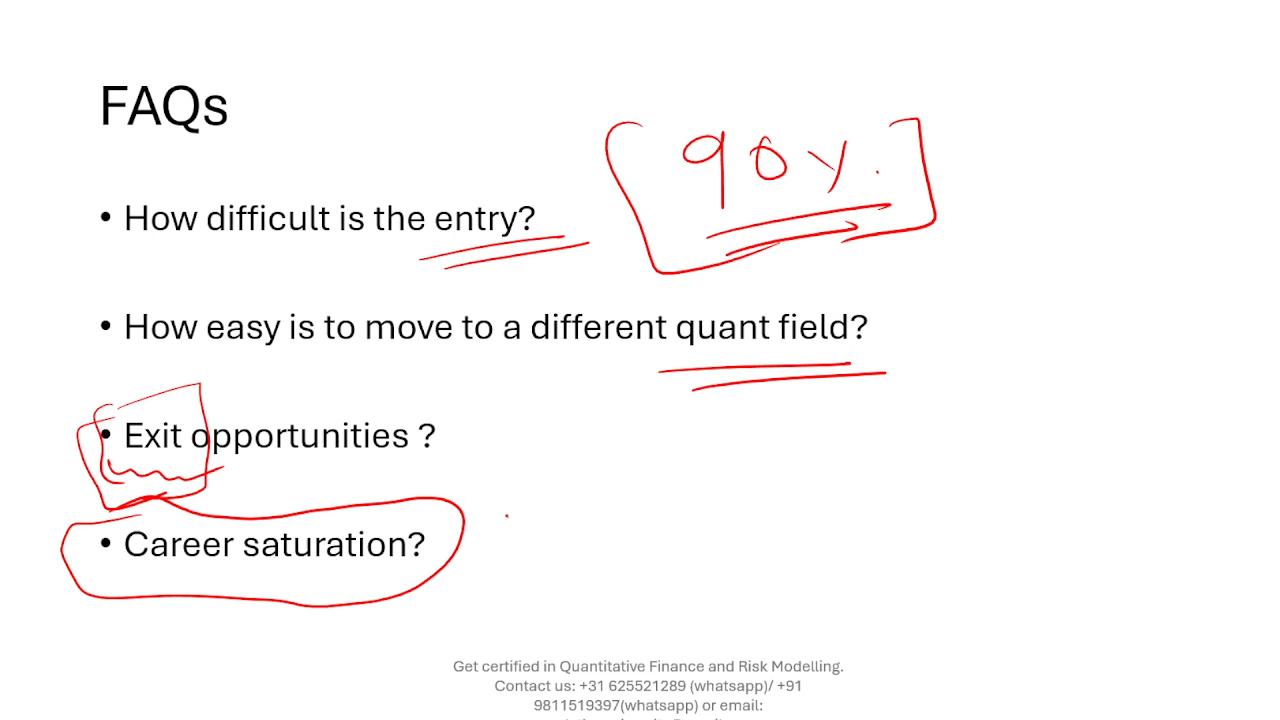 FAQs
90%.
• How difficult is the entry?
• How easy is to move to a different quant field?
• Exit opportunities ?
• Career saturation?
Get certified in Quantitative Finance and Risk Modelling.
Contact us: +31 625521289 (whatsapp)/ +91
9811519397(whatsapp) or email: